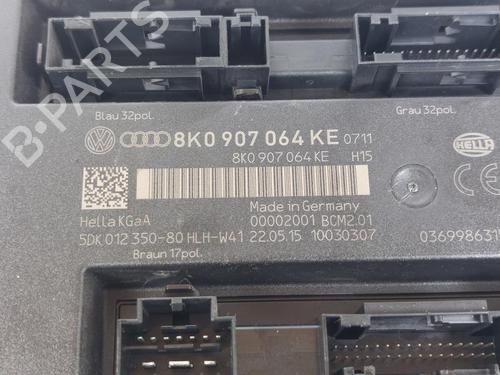 Blau 32pol.
Grau 32pol.
8K0 907 064 KE 0711
8K0 907 064 KE H15
HELLA
Made in Germany
Hella KGaA
00002001 BCM2.01
5DK 012 350-80 HLH-W41 22.05.15 10030307
Braun 17pol.
B-PARTS